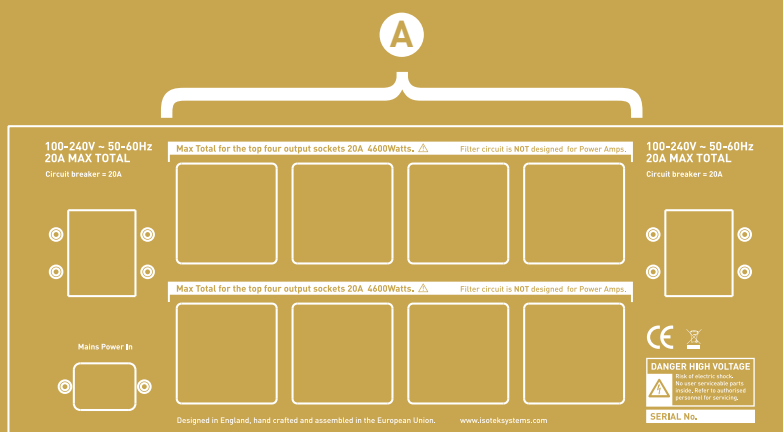 A
100-240V ~ 50-60Hz
20A MAX TOTAL
Circuit breaker = 20A
Max Total for the top four output sockets 20A 4600Watts. ⚠ Filter circuit is NOT designed for Power Amps.
100-240V ~ 50-60Hz
20A MAX TOTAL
Circuit breaker = 20A
Max Total for the top four output sockets 20A 4600Watts. ⚠ Filter circuit is NOT designed for Power Amps.
Mains Power In
CE
DANGER HIGH VOLTAGE
Risk of electric shock.
No user serviceable parts
inside, Refer to authorised
personnel for servicing.
SERIAL No.
Designed in England, hand crafted and assembled in the European Union. www.isoteksystems.com